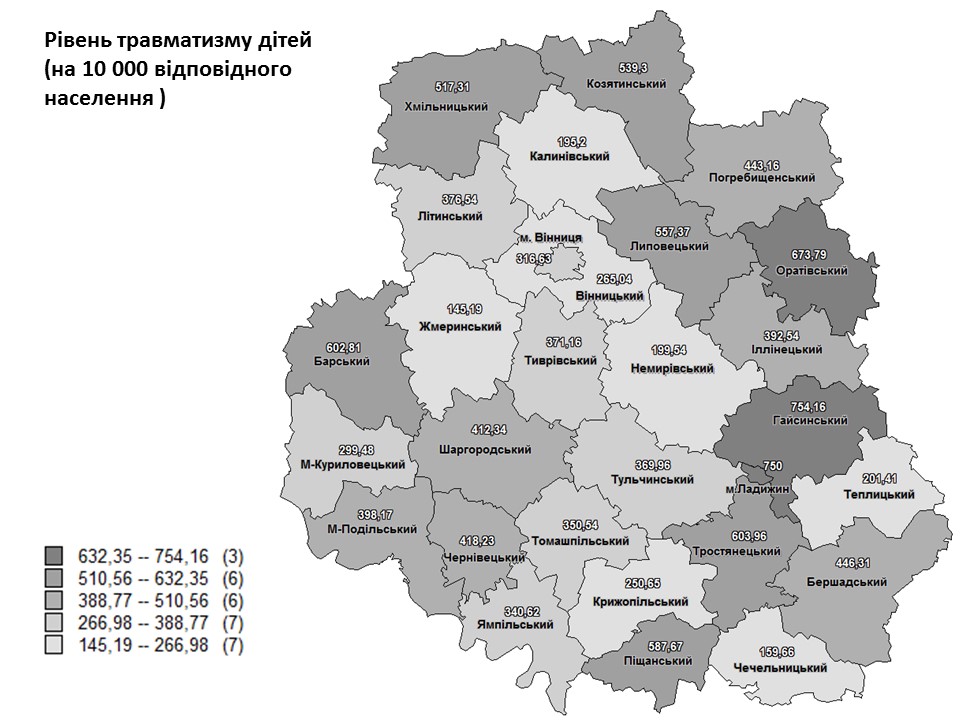 Рівень травматизму дітей
(на 10 000 відповідного
населення )
539,3
Козятинський
517,31
Хмільницький
195,2
Калинівський
443,16
Погребищенський
376,54
Літинський
м. Вінниця
316,63
557,37
Липовецький
673,79
Оратівський
265,04
Вінницький
145,19
Жмеринський
602,81
Барський
371,16
Тиврівський
199,54
Немирівський
392,54
Іллінецький
754,16
Гайсинський
412,34
Шаргородський
299,48
М-Куриловецький
369,96
Тульчинський
750
м.Ладижин
201,41
Теплицький
398,17
М-Подільський
418,23
Чернівецький
350,54
Томашпільський
603,96
Тростянецький
446,31
Бершадський
250,65
Крижопільський
340,62
Ямпільський
587,67
Піщанський
159,66
Чечельницький
632,35 -- 754,16 (3)
510,56 -- 632,35 (6)
388,77 -- 510,56 (6)
266,98 -- 388,77 (7)
145,19 -- 266,98 (7)